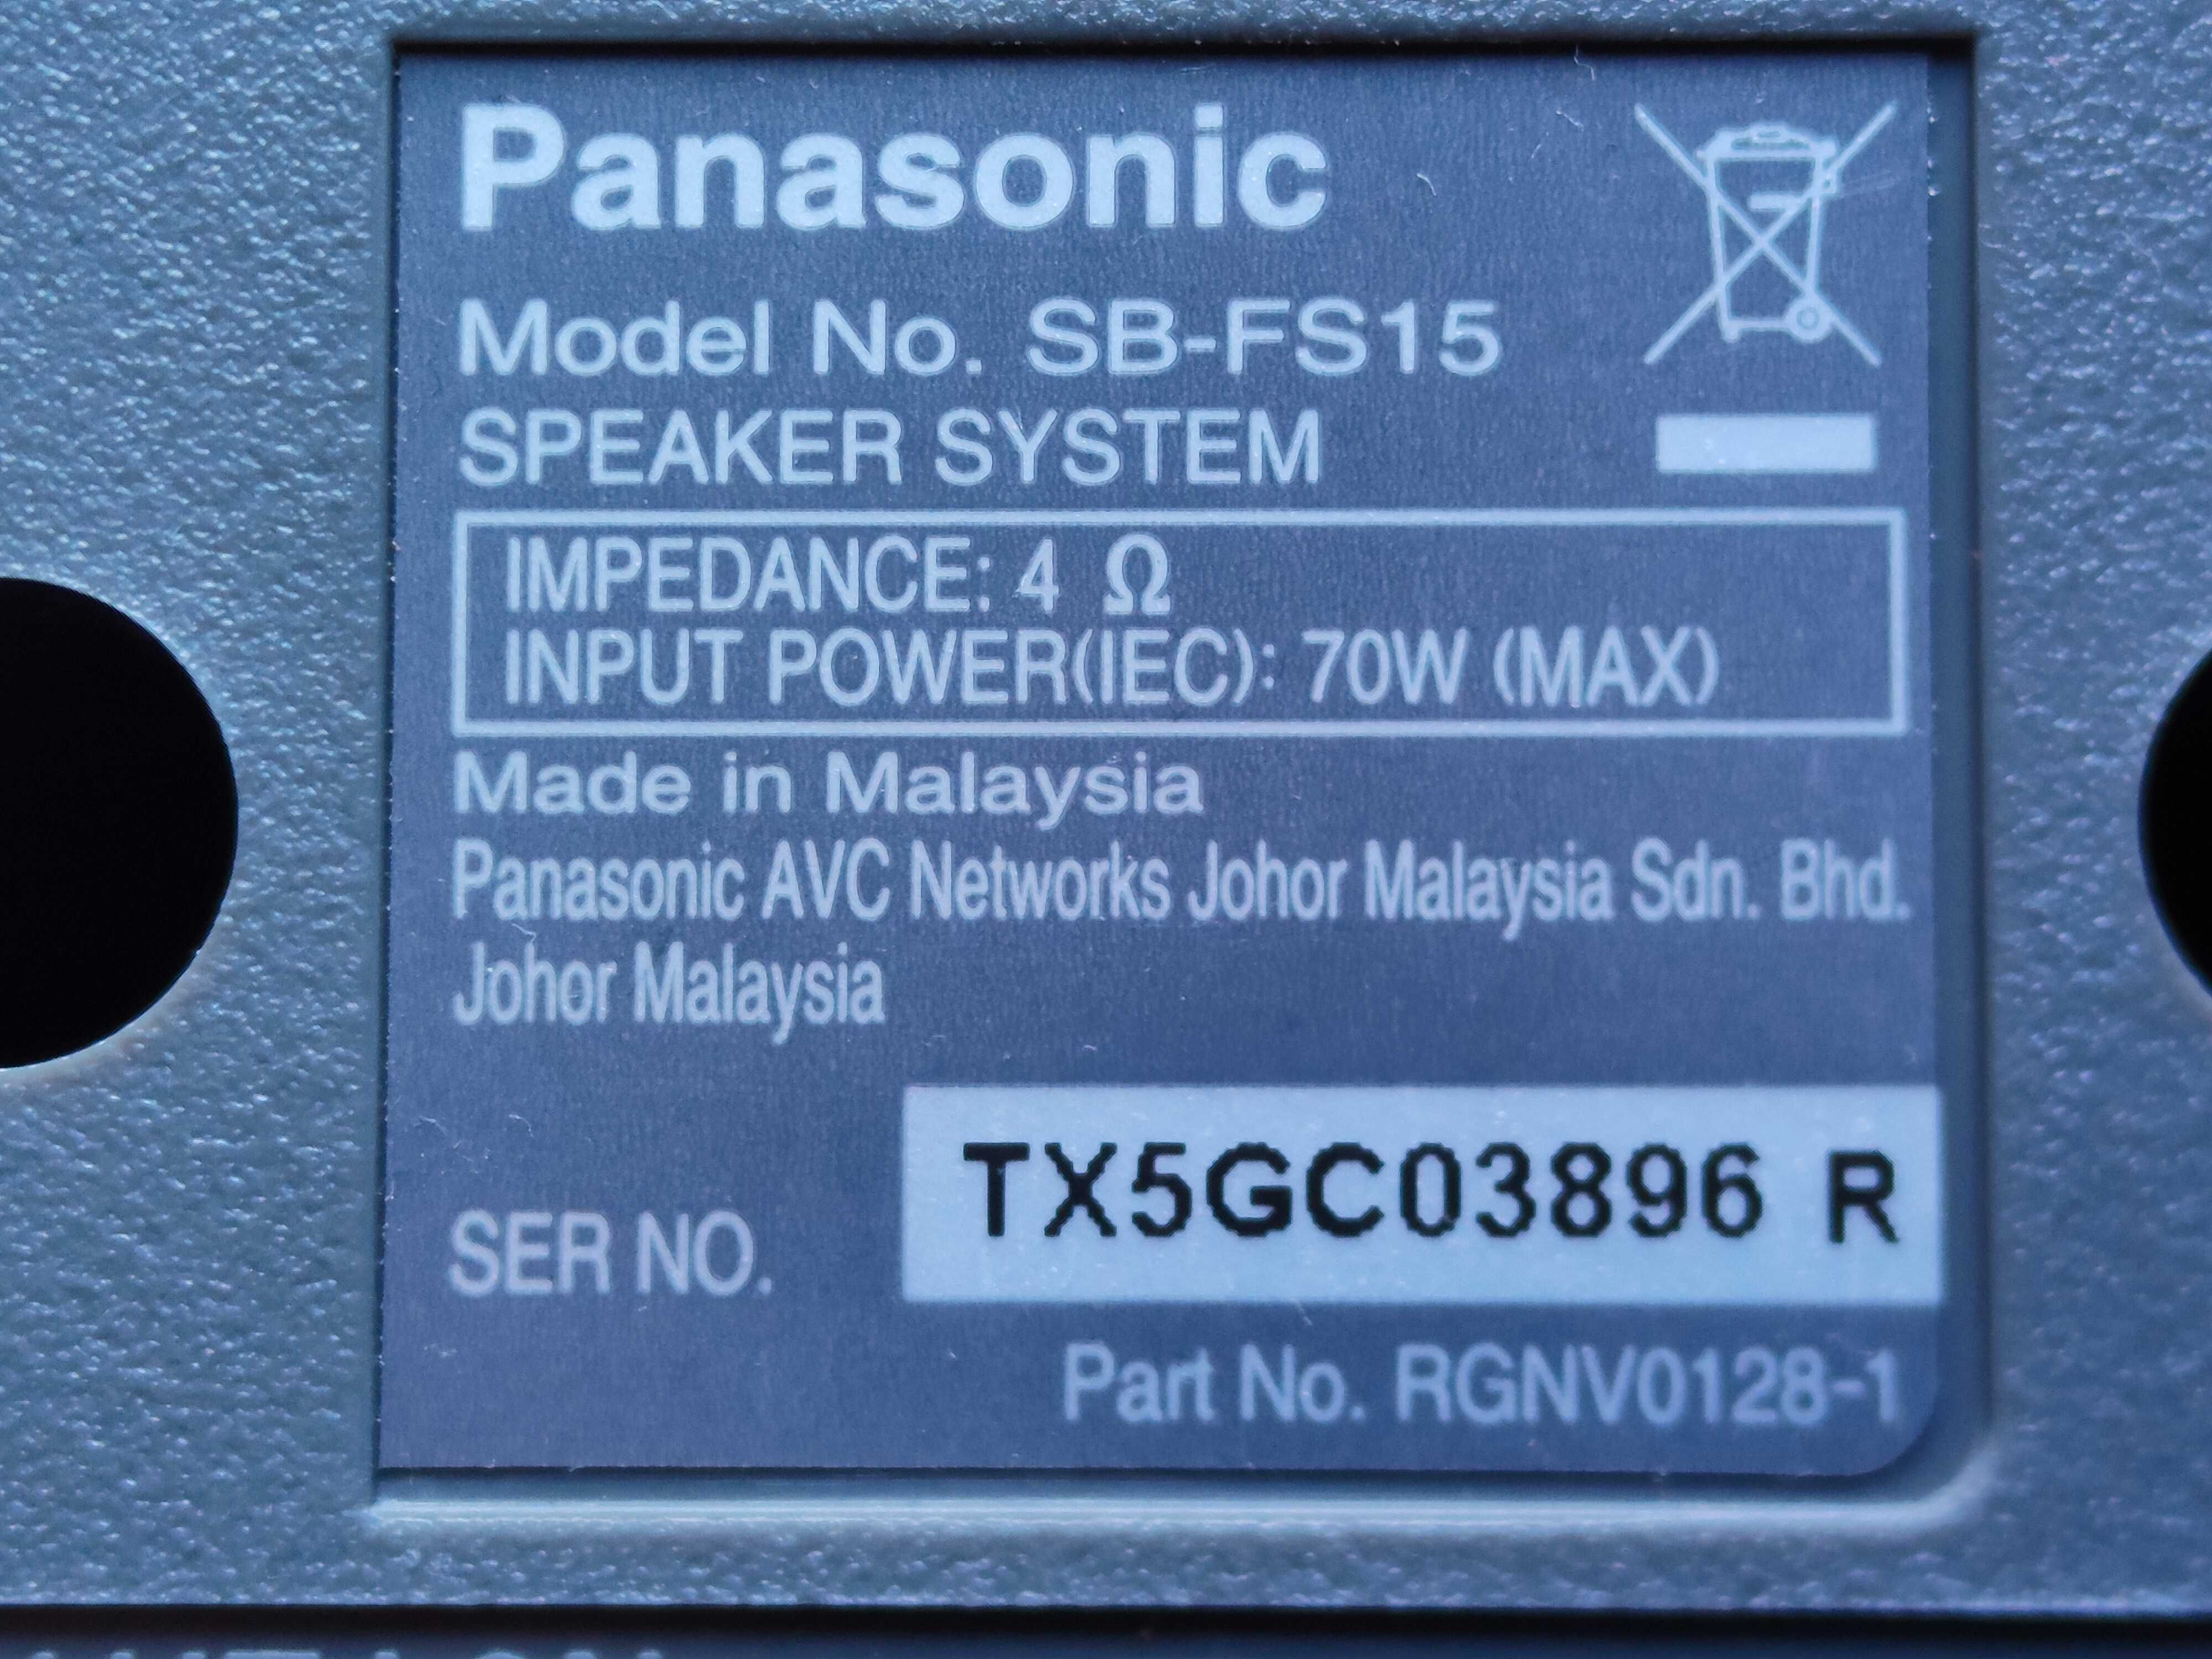 Panasonic
Model No. SB-FS15
SPEAKER SYSTEM
IMPEDANCE: 4 Ω
INPUT POWER(IEC): 70W (MAX)
Made in Malaysia
Panasonic AVC Networks Johor Malaysia Sdn. Bhd.
Johor Malaysia
SER NO. TX5GC03896 R
Part No. RGNV0128-1